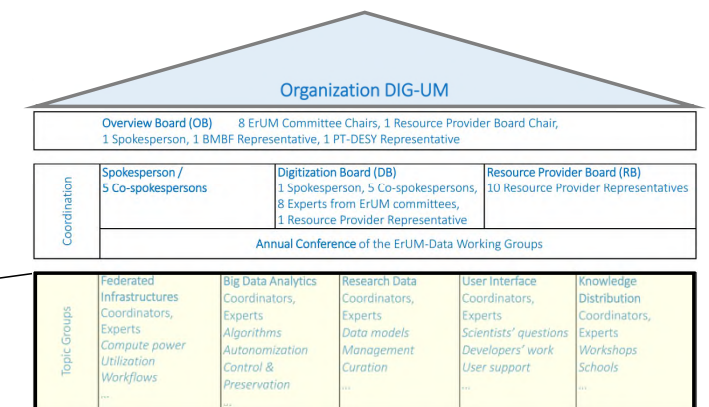 Organization DIG-UM
Overview Board (OB) 8 ErUM Committee Chairs, 1 Resource Provider Board Chair,
1 Spokesperson, 1 BMBF Representative, 1 PT-DESY Representative
Coordination
Spokesperson /
5 Co-spokespersons
Digitization Board (DB)
1 Spokesperson, 5 Co-spokespersons,
8 Experts from ErUM committees,
1 Resource Provider Representative
Resource Provider Board (RB)
10 Resource Provider Representatives
Annual Conference of the ErUM-Data Working Groups
Topic Groups
Federated
Infrastructures
Coordinators,
Experts
Compute power
Utilization
Workflows
...
Big Data Analytics
Coordinators,
Experts
Algorithms
Autonomization
Control &
Preservation
...
Research Data
Coordinators,
Experts
Data models
Management
Curation
...
User Interface
Coordinators,
Experts
Scientists' questions
Developers' work
User support
...
Knowledge
Distribution
Coordinators,
Experts
Workshops
Schools
...